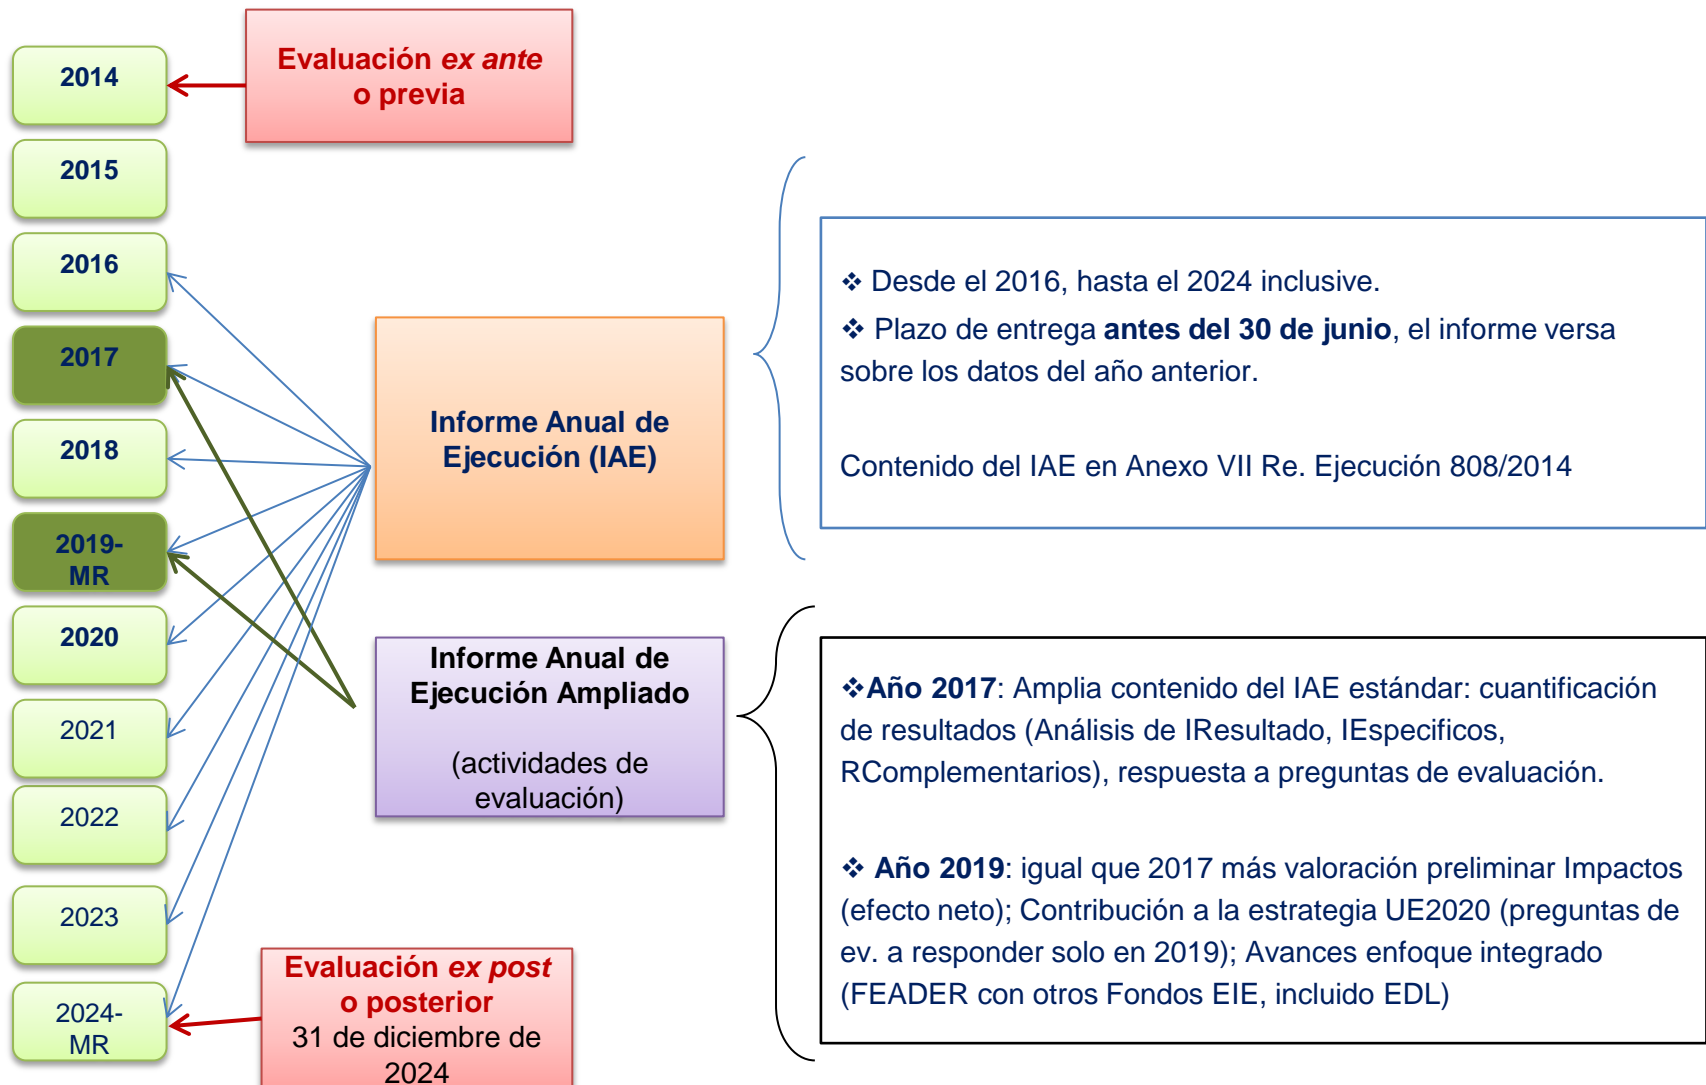 2014
2015
2016
2017
2018
2019-
MR
2020
2021
2022
2023
2024-
MR
Evaluación ex ante
o previa
Informe Anual de
Ejecución (IAE)
❖ Desde el 2016, hasta el 2024 inclusive.
❖ Plazo de entrega antes del 30 de junio, el informe versa
sobre los datos del año anterior.
Contenido del IAE en Anexo VII Re. Ejecución 808/2014
Informe Anual de
Ejecución Ampliado
(actividades de
evaluación)
❖Año 2017: Amplia contenido del IAE estándar: cuantificación
de resultados (Análisis de IResultado, IEspecificos,
RComplementarios), respuesta a preguntas de evaluación.
❖ Año 2019: igual que 2017 más valoración preliminar Impactos
(efecto neto); Contribución a la estrategia UE2020 (preguntas de
ev. a responder solo en 2019); Avances enfoque integrado
(FEADER con otros Fondos EIE, incluido EDL)
Evaluación ex post
o posterior
31 de diciembre de
2024